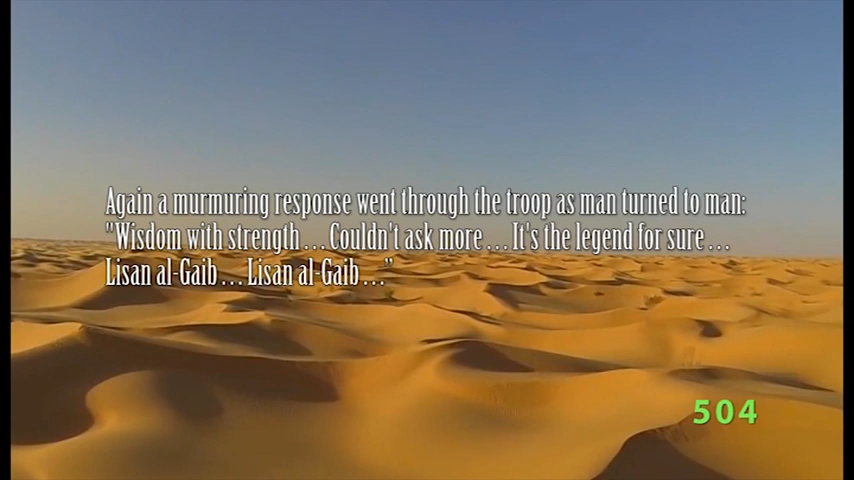 Again a murmuring response went through the troop as man turned to man:
"Wisdom with strength . . . Couldn't ask more . . . It's the legend for sure . . .
Lisan al-Gaib . . . Lisan al-Gaib . . ."
504